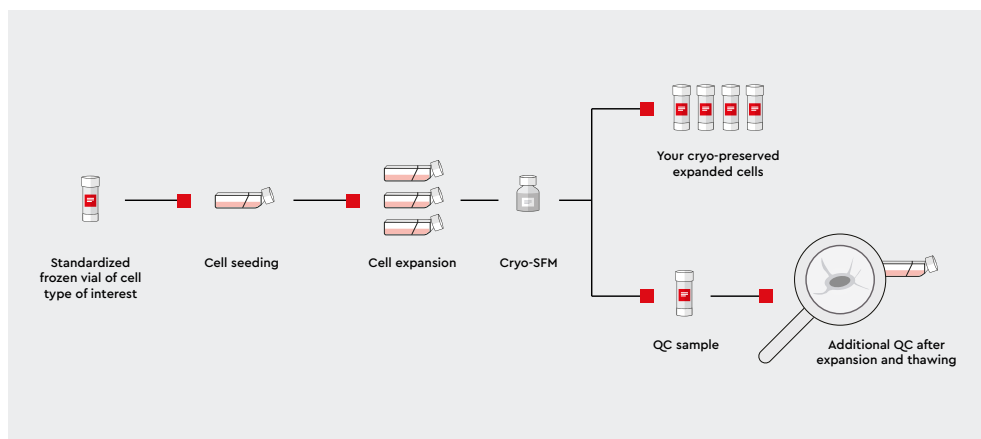 Your cryo-preserved
expanded cells
Standardized
frozen vial of cell
type of interest
Cell seeding
Cell expansion
Cryo-SFM
QC sample
Additional QC after
expansion and thawing